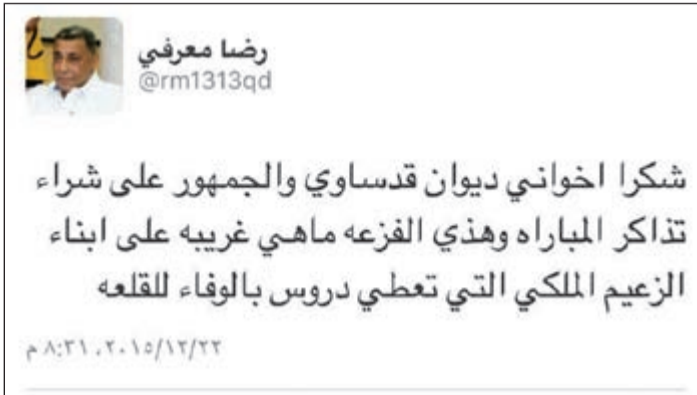 رضا معرفي
@rm1313qd
شكرا اخواني ديوان قدساوي والجمهور على شراء
تذاكر المباراه وهذي الفزعه ماهي غريبه على ابناء
الزعيم الملكي التي تعطي دروس بالوفاء للقلعه
٢٠١٥/١٢/٢٢، ٨:٣١ م